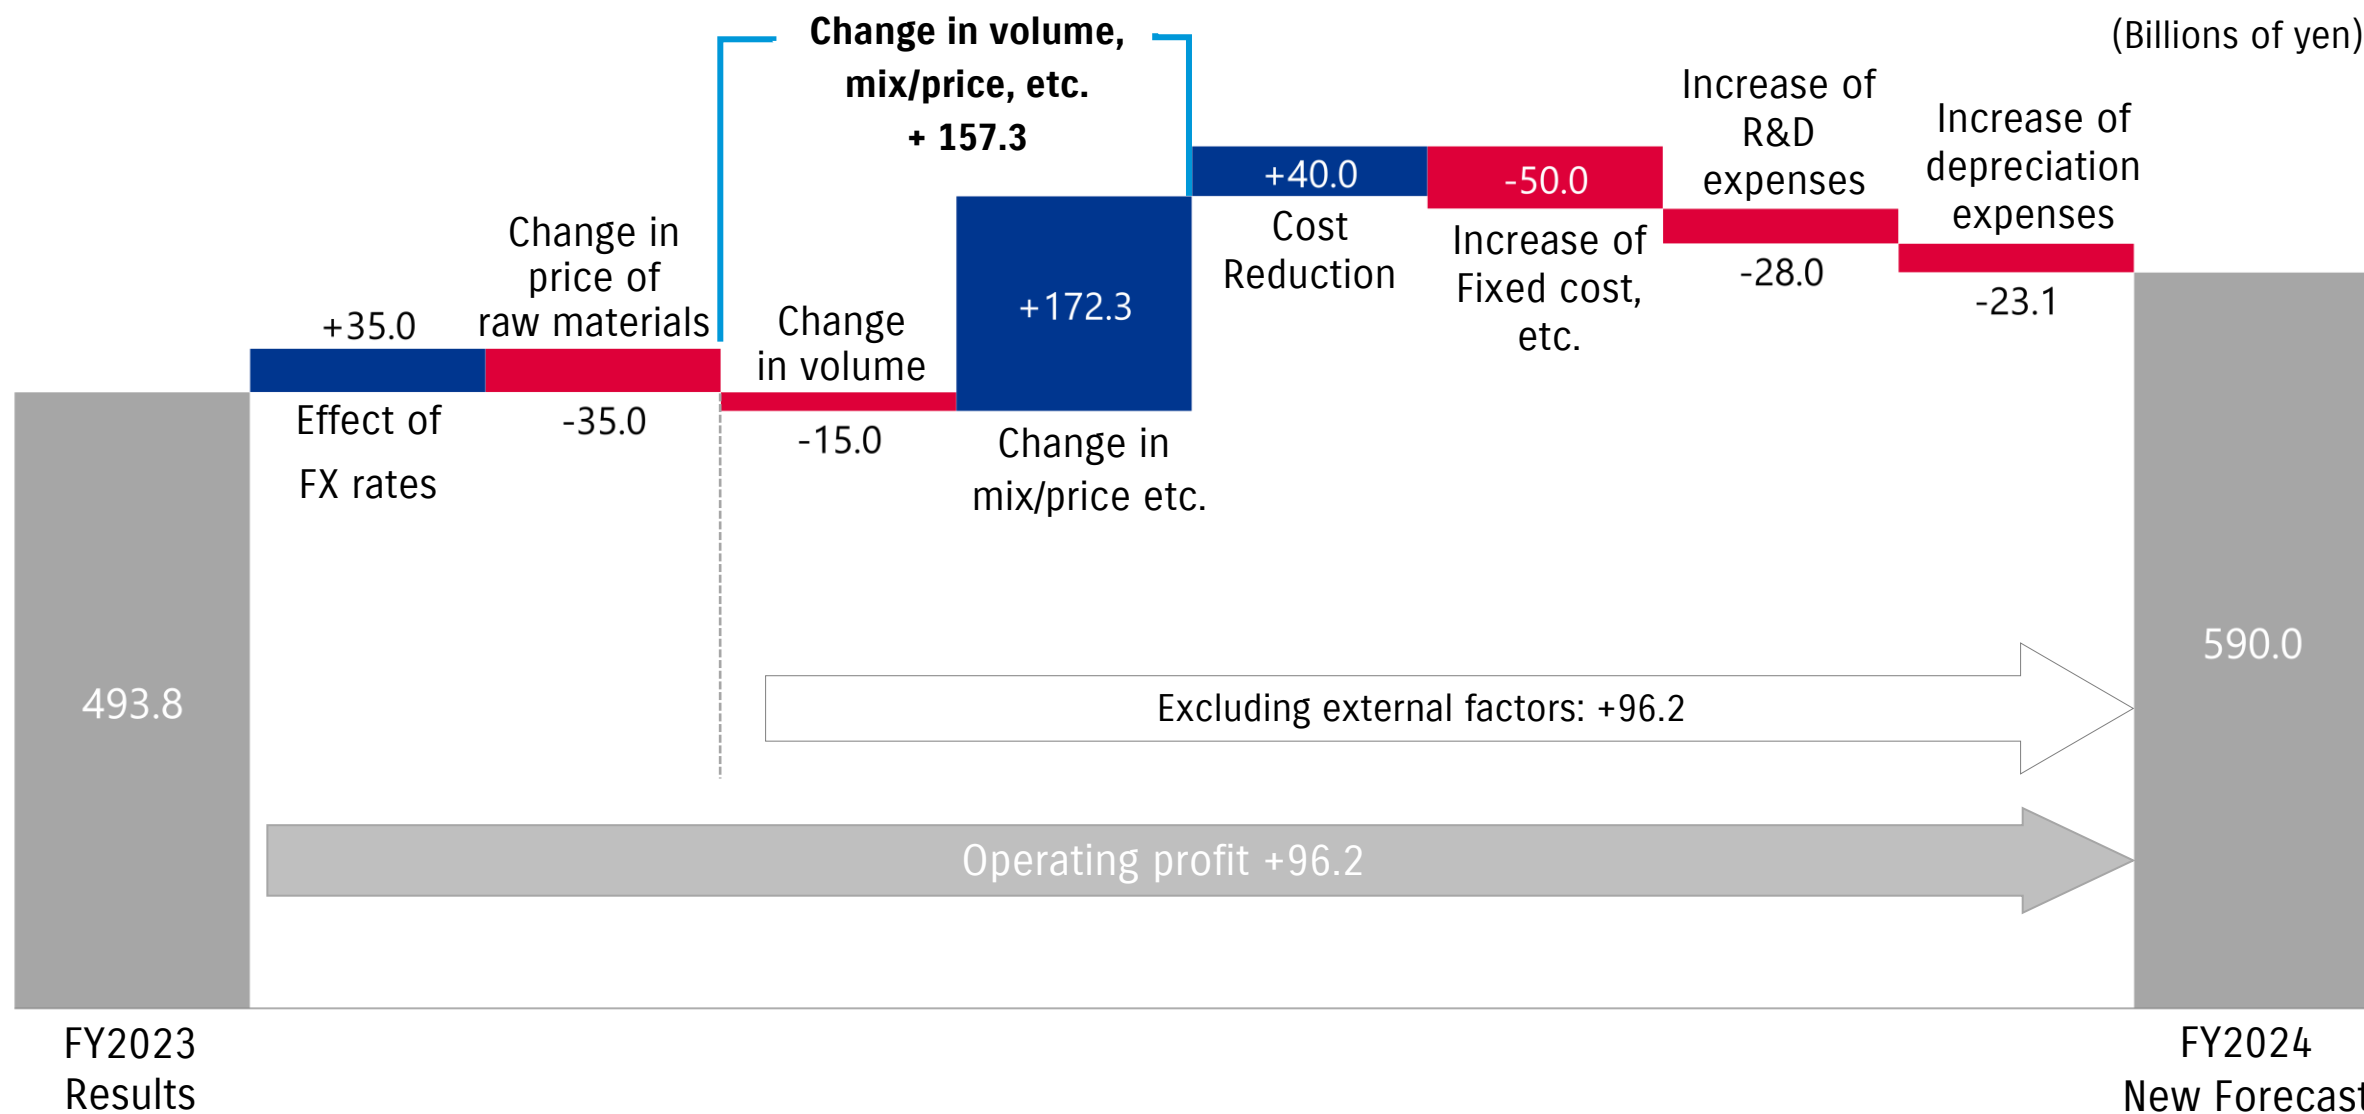 (Billions of yen)
Change in volume,
mix/price, etc.
+ 157.3
+35.0
Effect of
FX rates
Change in
price of
raw materials
-35.0
Change
in volume
-15.0
+172.3
Change in
mix/price etc.
+40.0
Cost
Reduction
-50.0
Increase of
Fixed cost,
etc.
Increase of
R&D
expenses
-28.0
Increase of
depreciation
expenses
-23.1
493.8
590.0
Excluding external factors: +96.2
Operating profit +96.2
FY2023
Results
FY2024
New Forecast